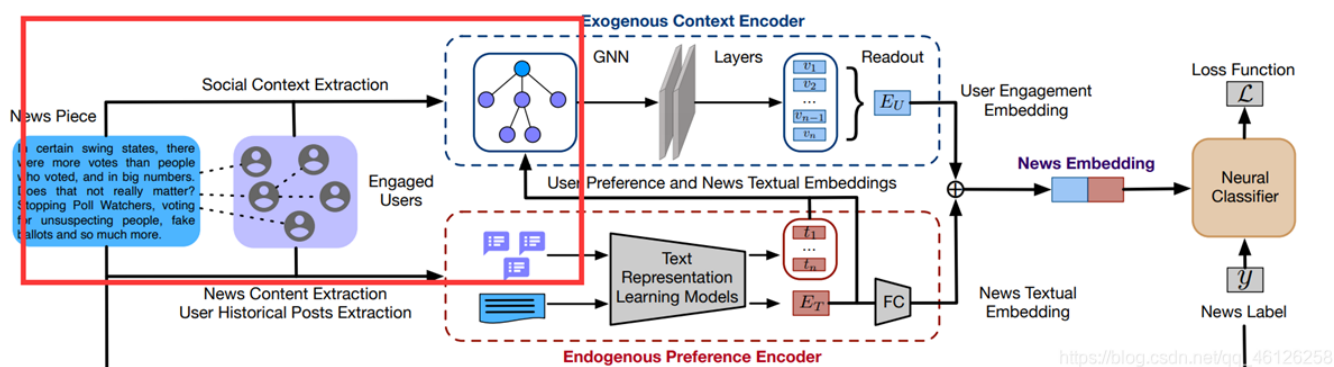 Exogenous Context Encoder
GNN
Layers
Readout
v1
v2
...
vn−1
vn
EU
Social Context Extraction
News Piece
In certain swing states, there
were more votes than people
who voted, and in big numbers.
Does that not really matter?
Stopping Poll Watchers, voting
for unsuspecting people, fake
ballots and so much more.
Engaged
Users
User Engagement
Embedding
Loss Function
L
User Preference and News Textual Embeddings
News Embedding
Neural
Classifier
Text
Representation
Learning Models
t1
...
tn
ET
FC
News Content Extraction
User Historical Posts Extraction
News Textual
Embedding
y
News Label
Endogenous Preference Encoder
https://blog.csdn.net/qq_46126258